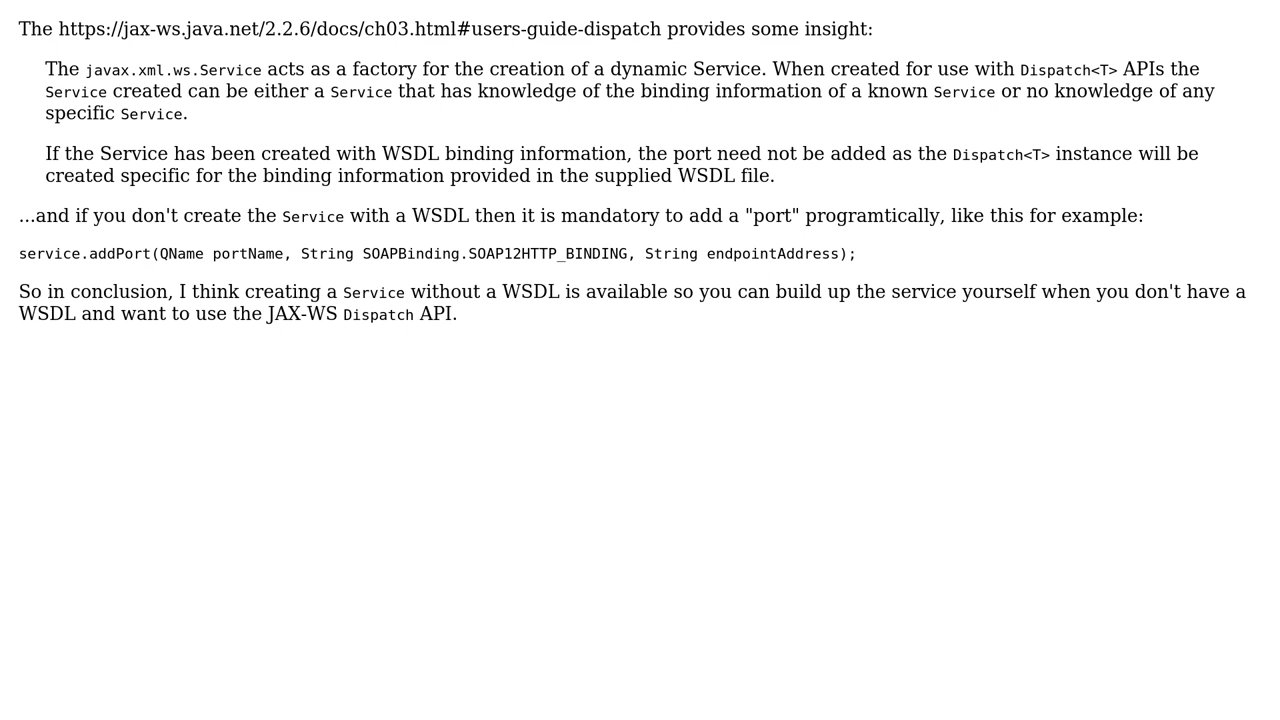 The https://jax-ws.java.net/2.2.6/docs/ch03.html#users-guide-dispatch provides some insight:
The javax.xml.ws.Service acts as a factory for the creation of a dynamic Service. When created for use with Dispatch<T> APIs the
Service created can be either a Service that has knowledge of the binding information of a known Service or no knowledge of any
specific Service.
If the Service has been created with WSDL binding information, the port need not be added as the Dispatch<T> instance will be
created specific for the binding information provided in the supplied WSDL file.
...and if you don't create the Service with a WSDL then it is mandatory to add a "port" programtically, like this for example:
service.addPort(QName portName, String SOAPBinding.SOAP12HTTP_BINDING, String endpointAddress);
So in conclusion, I think creating a Service without a WSDL is available so you can build up the service yourself when you don't have a
WSDL and want to use the JAX-WS Dispatch API.